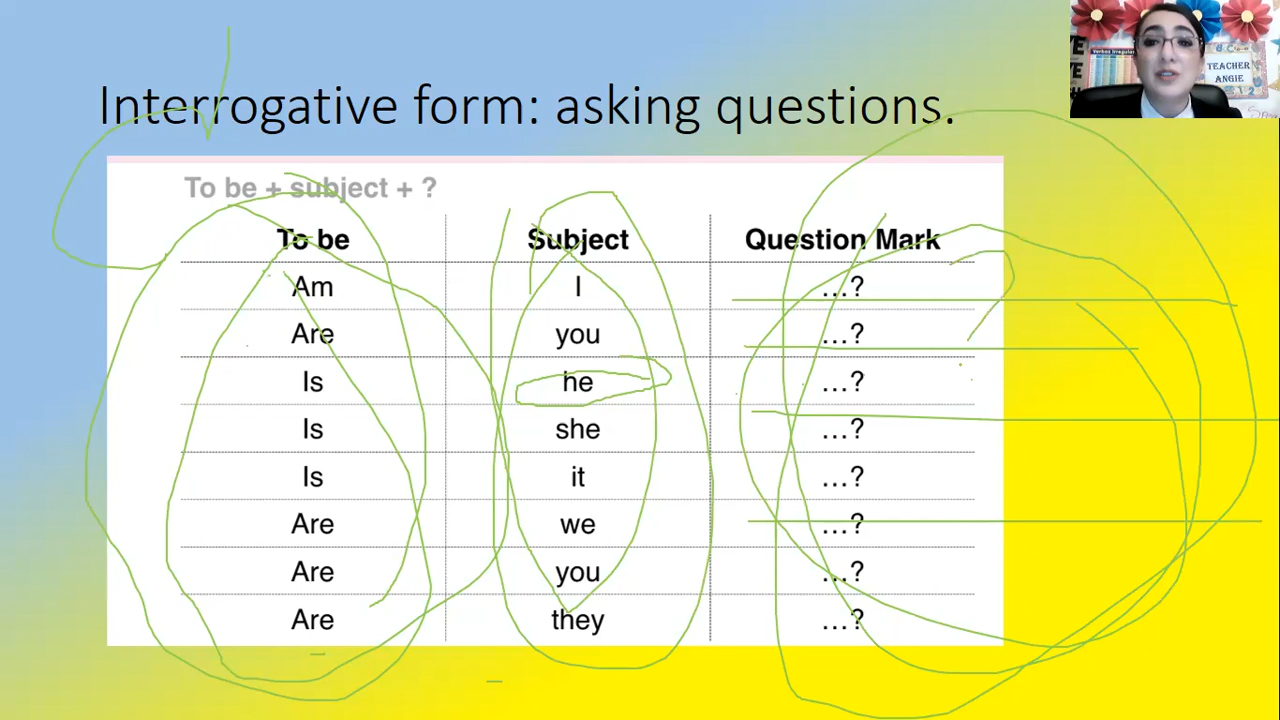 Interrogative form: asking questions.
To be + subject + ?
To be Subject Question Mark
Am I ...?
Are you ...?
Is he ...?
Is she ...?
Is it ...?
Are we ...?
Are you ...?
Are they ...?
TEACHER
ANGIE